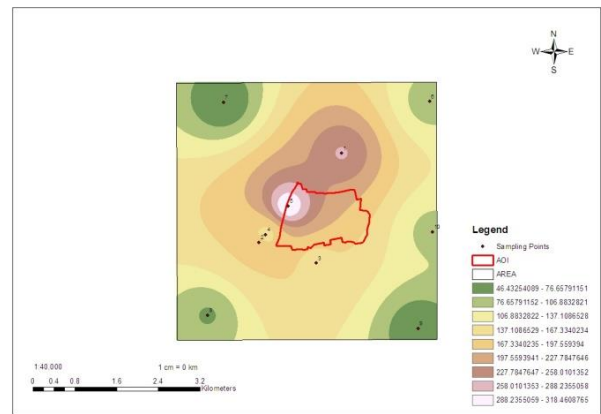 N
W E
S
Legend
Sampling Points
AOI
AREA
46.43254089 - 76.65791151
76.65791152 - 106.8832821
106.8832822 - 137.1086528
137.1086529 - 167.3340234
167.3340235 - 197.559394
197.5593941 - 227.7847646
227.7847647 - 258.0101352
258.0101353 - 288.2355058
288.2355059 - 318.4608765
1:40,000 1 cm = 0 km
0 0.4 0.8 1.6 2.4 3.2
Kilometers